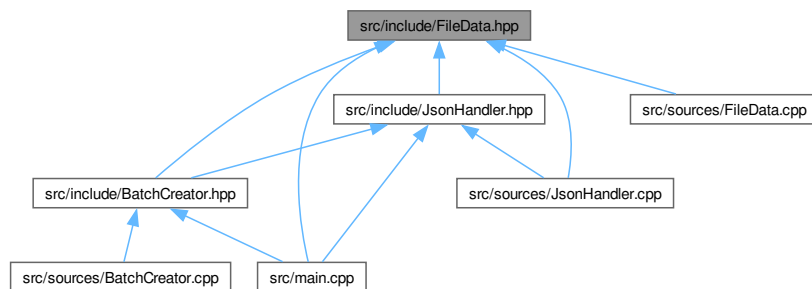 src/include/FileData.hpp
src/include/JsonHandler.hpp
src/sources/FileData.cpp
src/include/BatchCreator.hpp
src/sources/JsonHandler.cpp
src/sources/BatchCreator.cpp
src/main.cpp